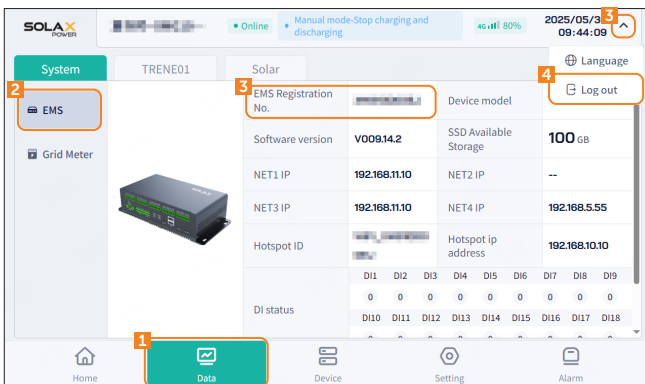 SOLAX
POWER
Online
Manual mode-Stop charging and
discharging
4G 80%
2025/05/3
09:44:09
3
Language
4
Log out
System
TRENE01
Solar
2
EMS
Grid Meter
3
EMS Registration
No.
Device model
Software version
V009.14.2
SSD Available
Storage
100 GB
NET1 IP
192.168.11.10
NET2 IP
--
NET3 IP
192.168.11.10
NET4 IP
192.168.5.55
Hotspot ID
Hotspot ip
address
192.168.10.10
DI status
DI1 DI2 DI3 DI4 DI5 DI6 DI7 DI8 DI9
0 0 0 0 0 0 0 0 0
DI10 DI11 DI12 DI13 DI14 DI15 DI16 DI17 DI18
1
Home
Data
Device
Setting
Alarm